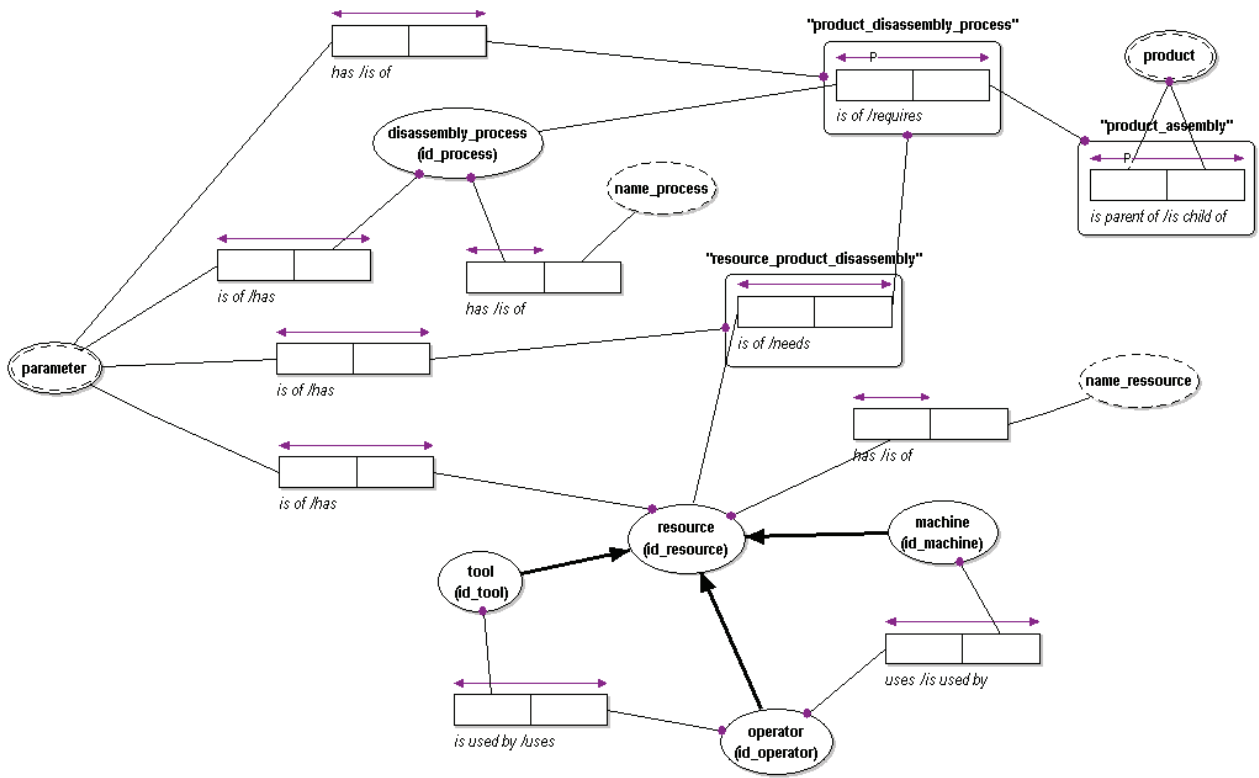 "product_disassembly_process"
P
is of /requires
product
has /is of
"product_assembly"
P
is parent of /is child of
disassembly_process
(id_process)
name_process
has /is of
is of /has
"resource_product_disassembly"
is of /needs
parameter
is of /has
name_ressource
has /is of
is of /has
resource
(id_resource)
machine
(id_machine)
tool
(id_tool)
uses /is used by
is used by /uses
operator
(id_operator)